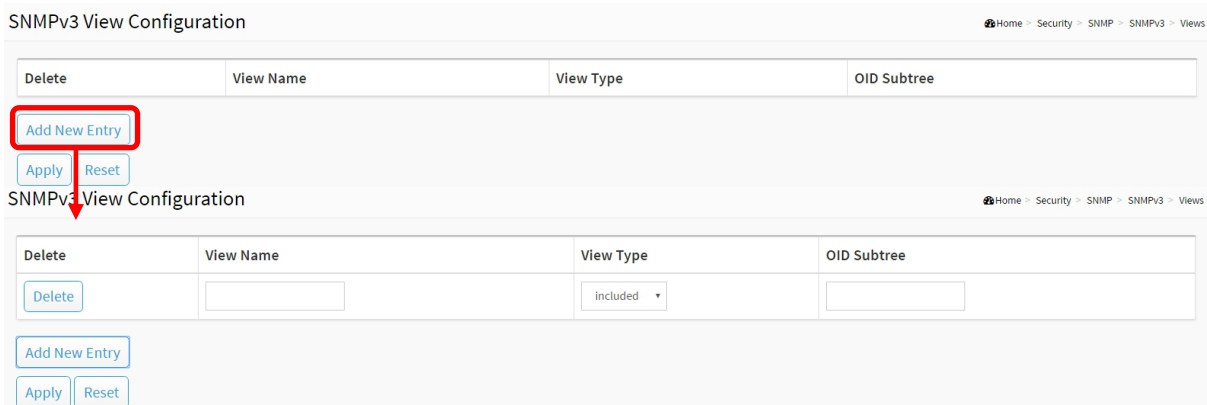 SNMPv3 View Configuration Home > Security > SNMP > SNMPv3 > Views
Delete View Name View Type OID Subtree
Add New Entry
Apply Reset
SNMPv3 View Configuration Home > Security > SNMP > SNMPv3 > Views
Delete View Name View Type OID Subtree
Delete included
Add New Entry
Apply Reset